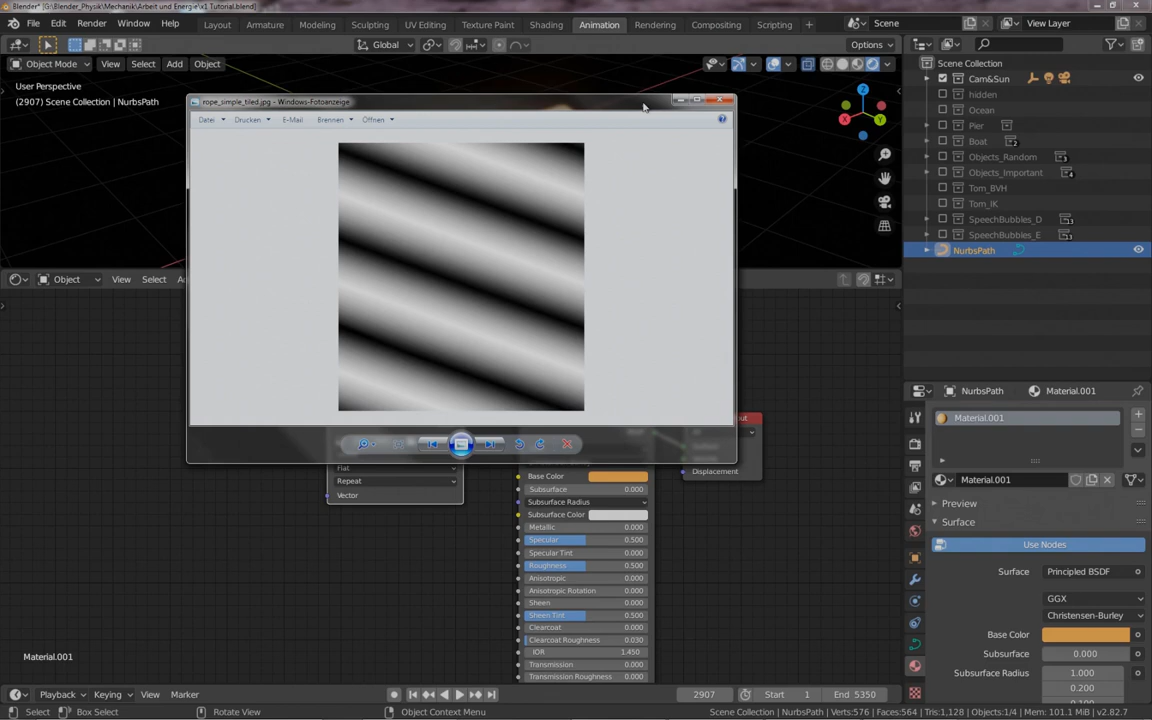 Blender* [G:\Blender_Physik\Mechanik\Arbeit und Energie\x1 Tutorial.blend]
File Edit Render Window Help Layout Armature Modeling Sculpting UV Editing Texture Paint Shading Animation Rendering Compositing Scripting Scene View Layer
Global Options
Object Mode View Select Add Object
User Perspective
(2907) Scene Collection | NurbsPath
Z
X
Y
Scene Collection
Cam&Sun
hidden
Ocean
Pier
Boat 2
Objects_Random 3
Objects_Important 4
Tom_BVH
Tom_IK
SpeechBubbles_D 13
SpeechBubbles_E 13
NurbsPath
rope_simple_tiled.jpg - Windows-Fotoanzeige
Datei Drucken E-Mail Brennen Öffnen
Object View Select
Flat
Repeat
Vector
Base Color
Subsurface 0.000
Subsurface Radius
Subsurface Color
Metallic 0.000
Specular 0.500
Specular Tint 0.000
Roughness 0.500
Anisotropic 0.000
Anisotropic Rotation 0.000
Sheen 0.000
Sheen Tint 0.500
Clearcoat 0.000
Clearcoat Roughness 0.030
IOR 1.450
Transmission 0.000
Transmission Roughness 0.000
Displacement
Material.001
NurbsPath Material.001
Material.001
Material.001
Preview
Surface
Use Nodes
Surface Principled BSDF
GGX
Christensen-Burley
Base Color
Subsurface 0.000
Subsurface Radius 1.000
0.200
Playback Keying View Marker 2907 Start 1 End 5350
Select Box Select Rotate View Object Context Menu Scene Collection | NurbsPath | Verts:576 | Faces:564 | Tris:1,128 | Objects:1/4 | Mem: 101.1 MiB | v2.82.7